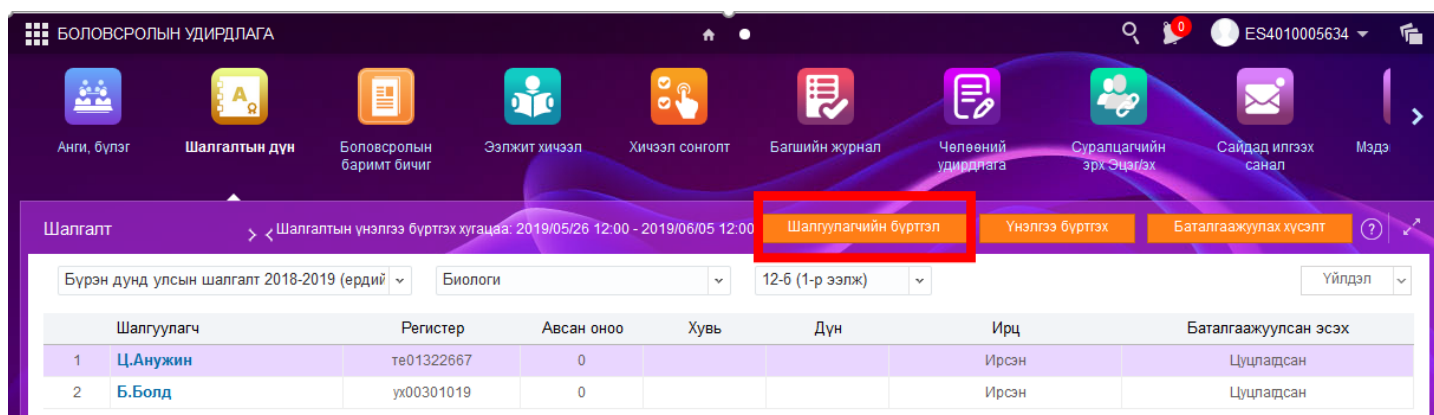 БОЛОВСРОЛЫН УДИРДЛАГА 0 ES4010005634
Анги, бүлэг Шалгалтын дүн Боловсролын баримт бичиг Ээлжит хичээл Хичээл сонголт Багшийн журнал Чөлөөний удирдлага Суралцагчийн эрх Эцэг/эх Сайдад илгээх санал Мэдэ
Шалгалт Шалгалтын үнэлгээ бүртгэх хугацаа: 2019/05/26 12:00 - 2019/06/05 12:00 Шалгуулагчийн бүртгэл Үнэлгээ бүртгэх Баталгаажуулах хүсэлт ?
Бүрэн дунд улсын шалгалт 2018-2019 (ердий Биологи 12-б (1-р ээлж) Үйлдэл
Шалгуулагч Регистер Авсан оноо Хувь Дүн Ирц Баталгаажуулсан эсэх
1 Ц.Анужин те01322667 0 Ирсэн Цуцлагдсан
2 Б.Болд ух00301019 0 Ирсэн Цуцлагдсан